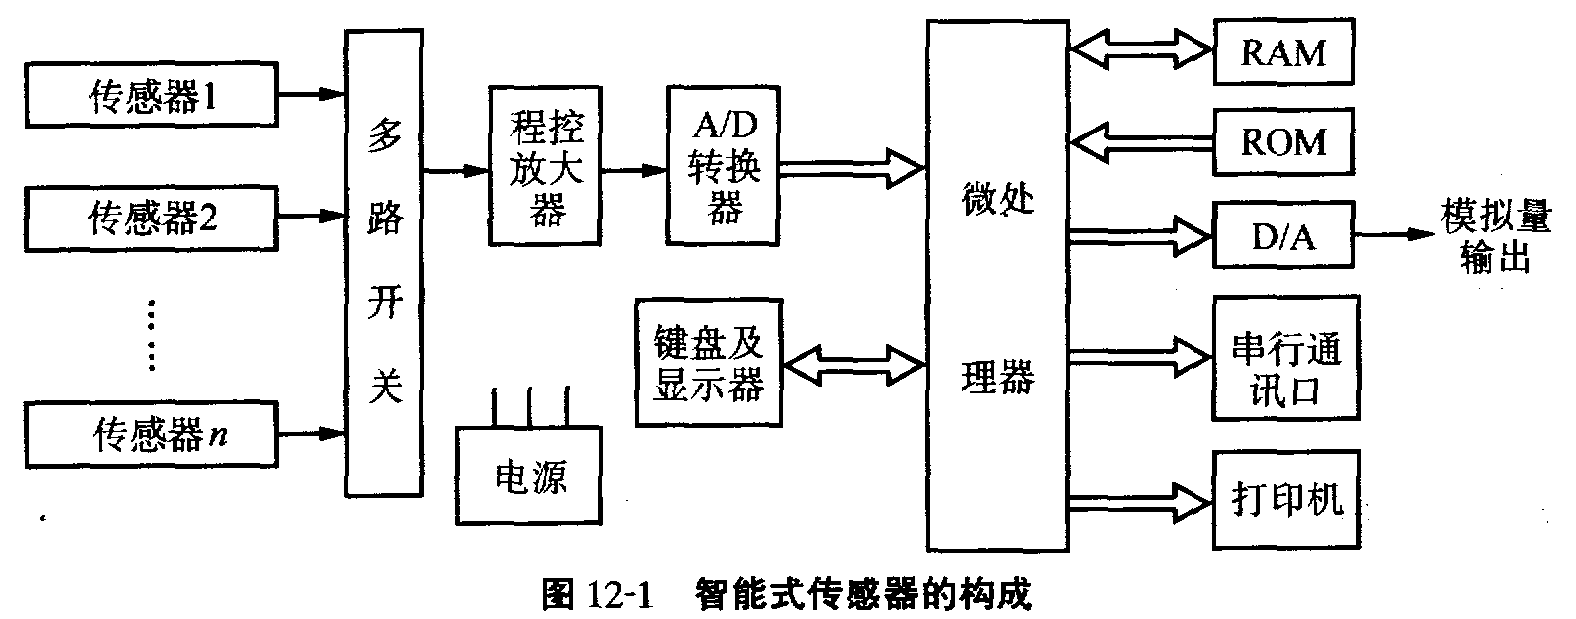 传感器1
传感器2
传感器n
多
路
开
关
程控
放大
器
A/D
转换
器
键盘及
显示器
电源
微处
理器
RAM
ROM
D/A
模拟量
输出
串行通
讯口
打印机
图 12-1 智能式传感器的构成